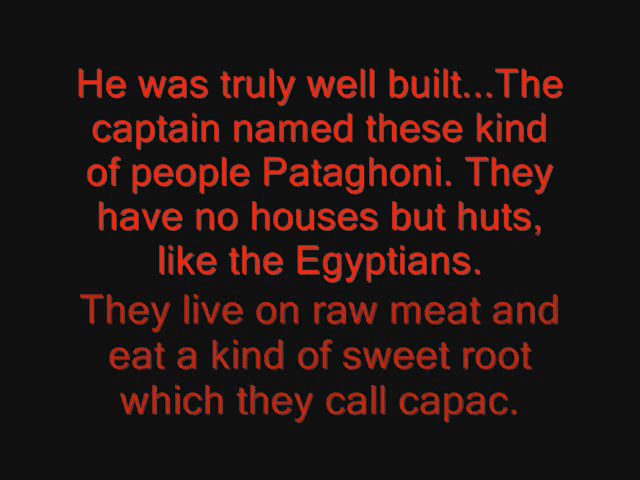 He was truly well built...The
captain named these kind
of people Pataghoni. They
have no houses but huts,
like the Egyptians.
They live on raw meat and
eat a kind of sweet root
which they call capac.